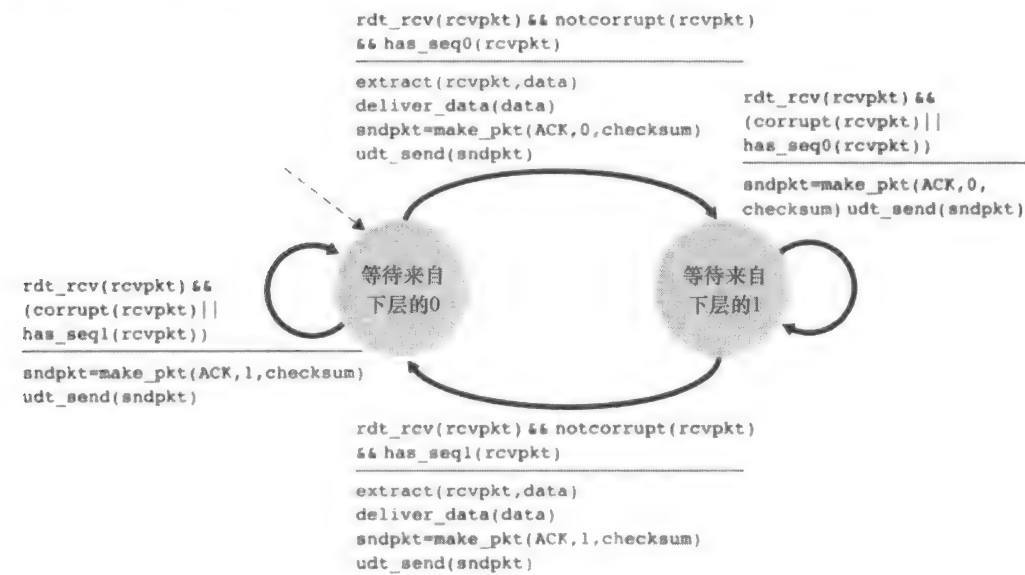 rdt_rcv(rcvpkt) && notcorrupt(rcvpkt)
&& has_seq0(rcvpkt)
extract(rcvpkt,data)
deliver_data(data)
sndpkt=make_pkt(ACK,0,checksum)
udt_send(sndpkt)
rdt_rcv(rcvpkt) &&
(corrupt(rcvpkt)||
has_seq0(rcvpkt))
sndpkt=make_pkt(ACK,0,
checksum) udt_send(sndpkt)
等待来自
下层的0
等待来自
下层的1
rdt_rcv(rcvpkt) &&
(corrupt(rcvpkt)||
has_seq1(rcvpkt))
sndpkt=make_pkt(ACK,1,checksum)
udt_send(sndpkt)
rdt_rcv(rcvpkt) && notcorrupt(rcvpkt)
&& has_seq1(rcvpkt)
extract(rcvpkt,data)
deliver_data(data)
sndpkt=make_pkt(ACK,1,checksum)
udt_send(sndpkt)